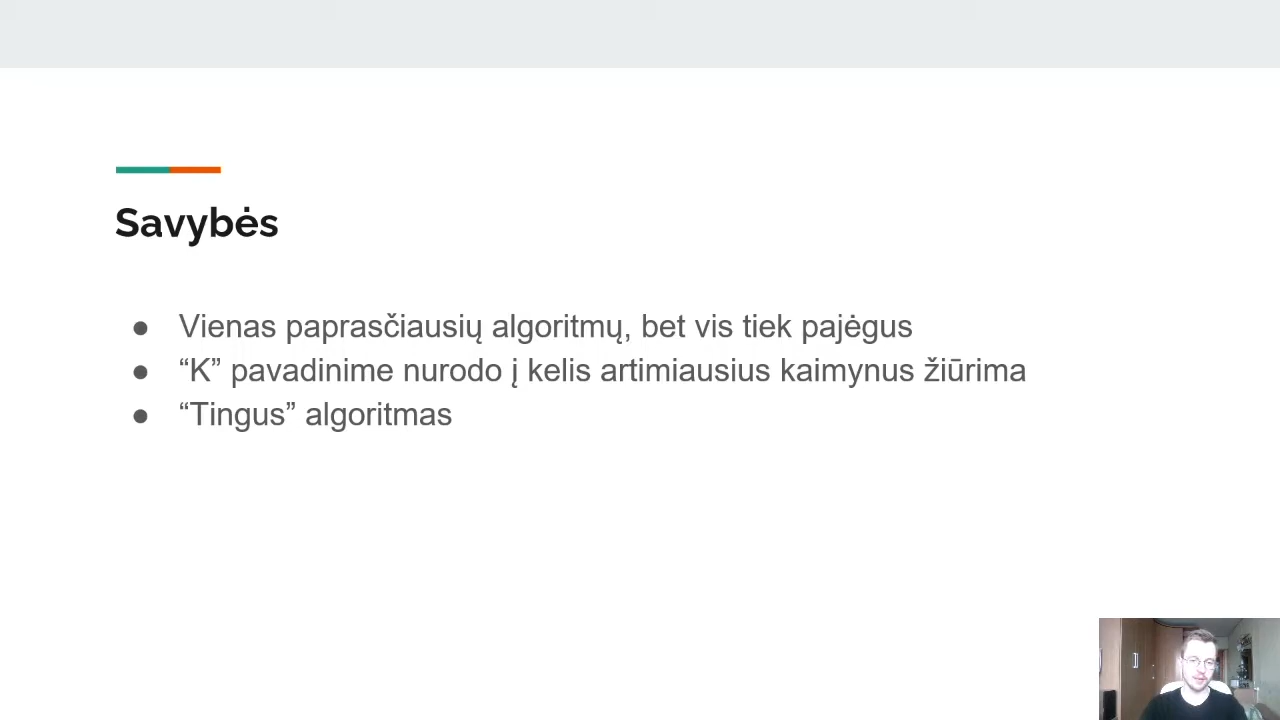 Savybės
● Vienas paprasčiausių algoritmų, bet vis tiek pajėgus
● “K” pavadinime nurodo į kelis artimiausius kaimynus žiūrima
● “Tingus” algoritmas